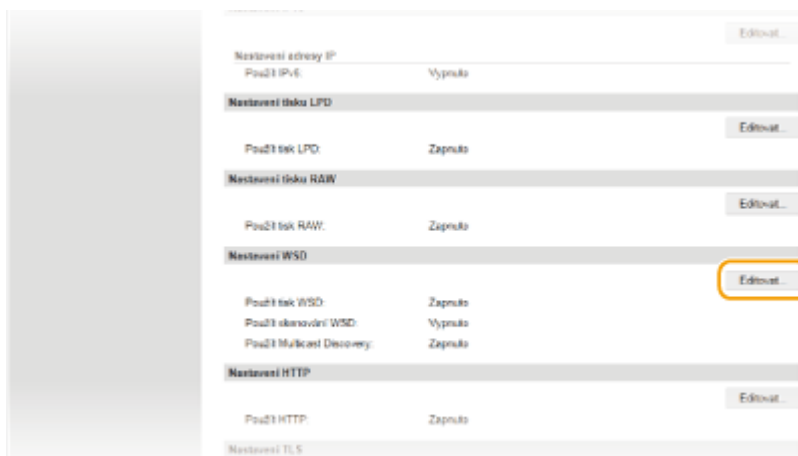 Editovat...
Nastavení adresy IP
Použít IPv6: Vypnuto
Nastavení tisku LPD
Editovat...
Použít tisk LPD: Zapnuto
Nastavení tisku RAW
Editovat...
Použít tisk RAW: Zapnuto
Nastavení WSD
Editovat...
Použít tisk WSD: Zapnuto
Použít skenování WSD: Vypnuto
Použít Multicast Discovery: Zapnuto
Nastavení HTTP
Editovat...
Použít HTTP: Zapnuto
Nastavení TLS